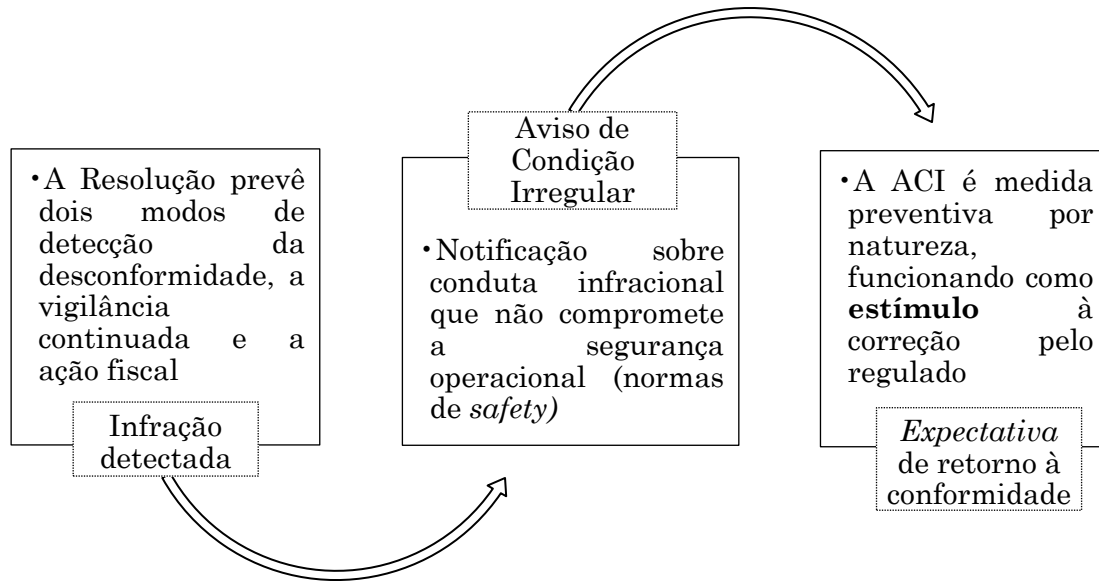 ・A Resolução prevê
dois modos de
detecção da
desconformidade, a
vigilância
continuada e a
ação fiscal
Infração
detectada
Aviso de
Condição
Irregular
・Notificação sobre
conduta infracional
que não compromete
a segurança
operacional (normas
de safety)
・A ACI é medida
preventiva por
natureza,
funcionando como
estímulo à
correção pelo
regulado
Expectativa
de retorno à
conformidade